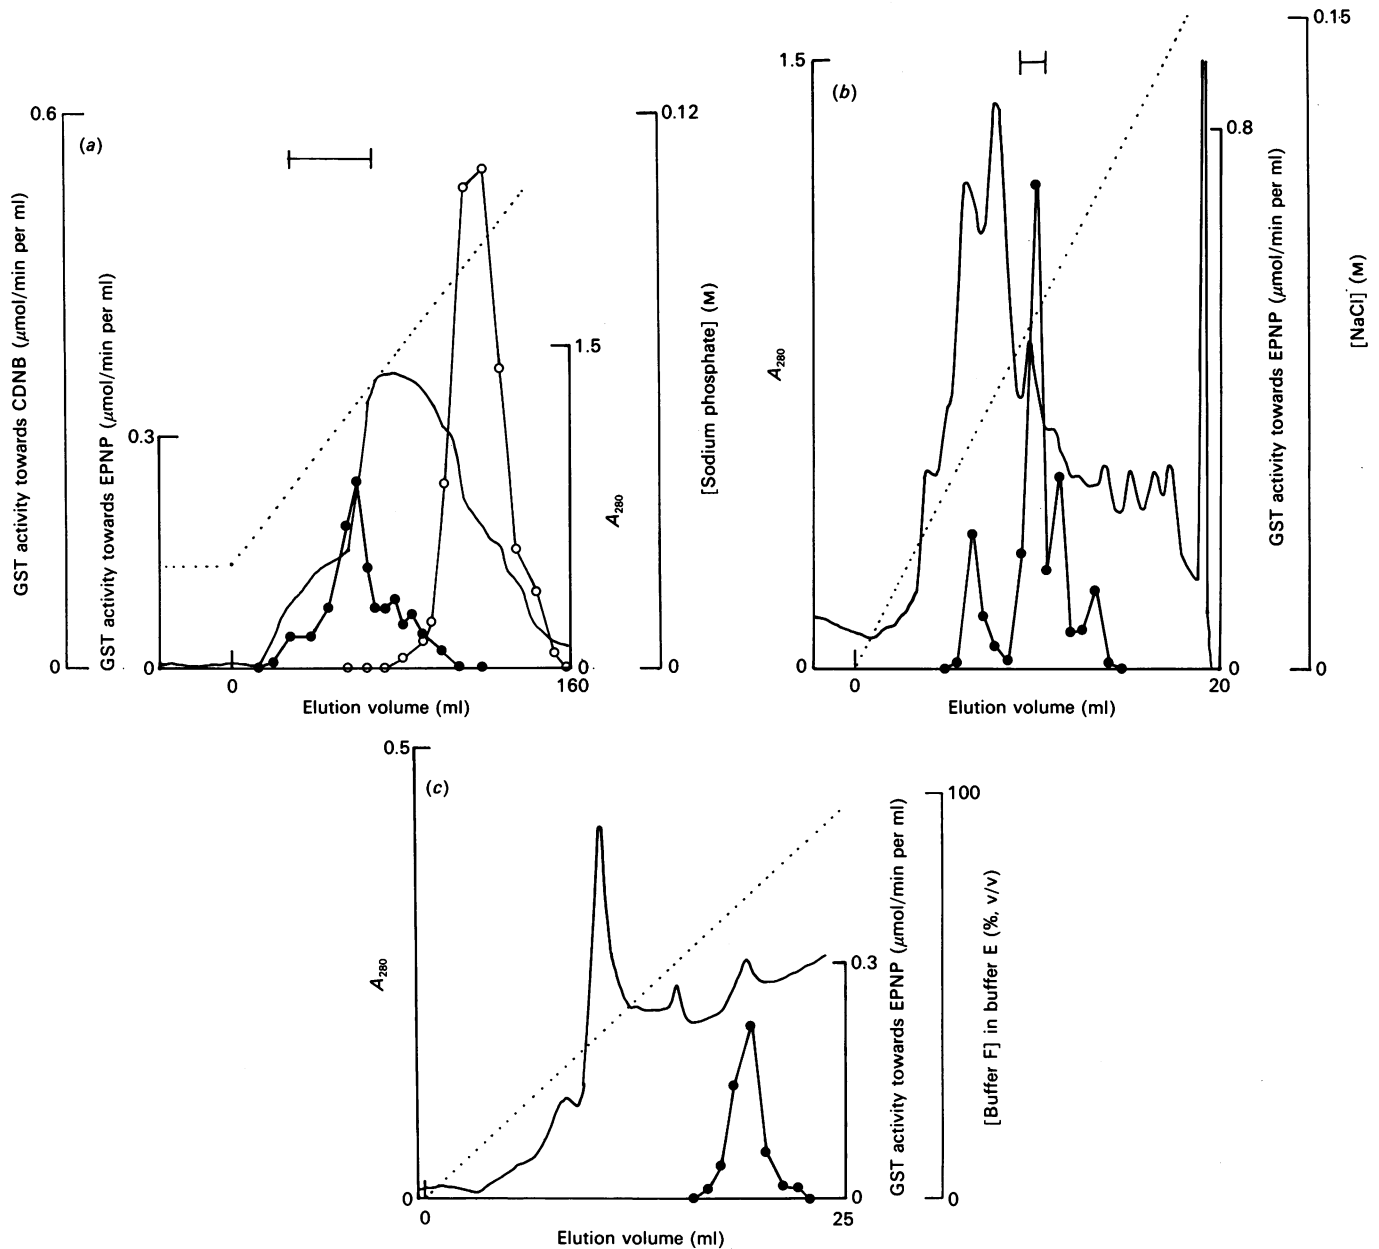 (a)
0.6
0
GST activity towards CDNB (μmol/min per ml)
0.3
0
GST activity towards EPNP (μmol/min per ml)
0
160
Elution volume (ml)
1.5
0
A280
0.12
0
[Sodium phosphate] (M)
(b)
1.5
0
A280
0
20
Elution volume (ml)
0.8
0
GST activity towards EPNP (μmol/min per ml)
0.15
0
[NaCl] (M)
(c)
0.5
0
A280
0
25
Elution volume (ml)
0.3
0
GST activity towards EPNP (μmol/min per ml)
100
0
[Buffer F] in buffer E (%, v/v)